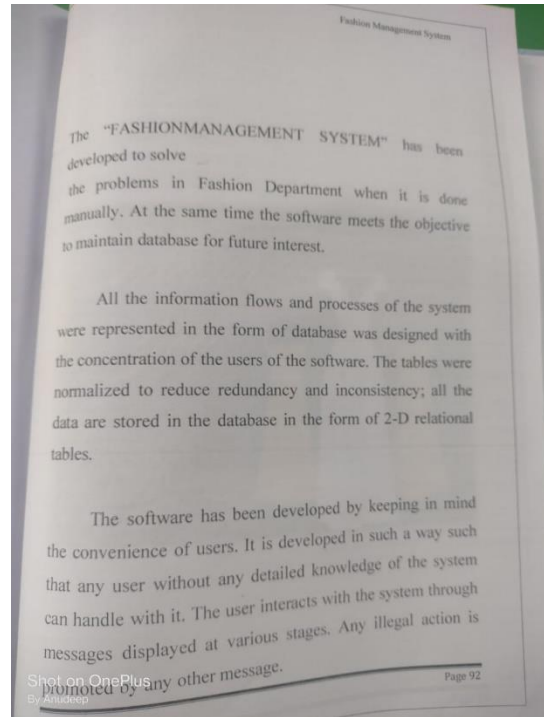 Fashion Management System
The "FASHIONMANAGEMENT SYSTEM" has been
developed to solve
the problems in Fashion Department when it is done
manually. At the same time the software meets the objective
to maintain database for future interest.
All the information flows and processes of the system
were represented in the form of database was designed with
the concentration of the users of the software. The tables were
normalized to reduce redundancy and inconsistency; all the
data are stored in the database in the form of 2-D relational
tables.
The software has been developed by keeping in mind
the convenience of users. It is developed in such a way such
that any user without any detailed knowledge of the system
can handle with it. The user interacts with the system through
messages displayed at various stages. Any illegal action is
promoted by any other message.
Page 92
Shot on OnePlus
By Anudeep